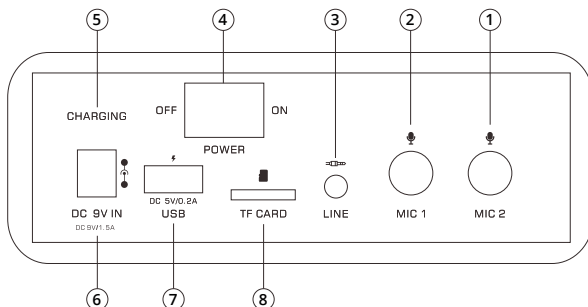 5 4 3 2 1
OFF ON
CHARGING
POWER
DC 5V/0.2A
DC 9V IN USB TF CARD LINE MIC 1 MIC 2
DC 9V/1.5A
6 7 8